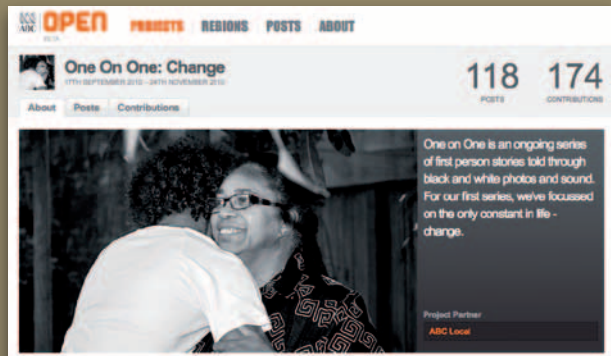 ABC OPEN PROJECTS REGIONS POSTS ABOUT
BETA
One On One: Change
17TH SEPTEMBER 2010 - 24TH NOVEMBER 2010
118 174
POSTS CONTRIBUTIONS
About Posts Contributions
One on One is an ongoing series
of first person stories told through
black and white photos and sound.
For our first series, we've focussed
on the only constant in life -
change.
Project Partner
ABC Local